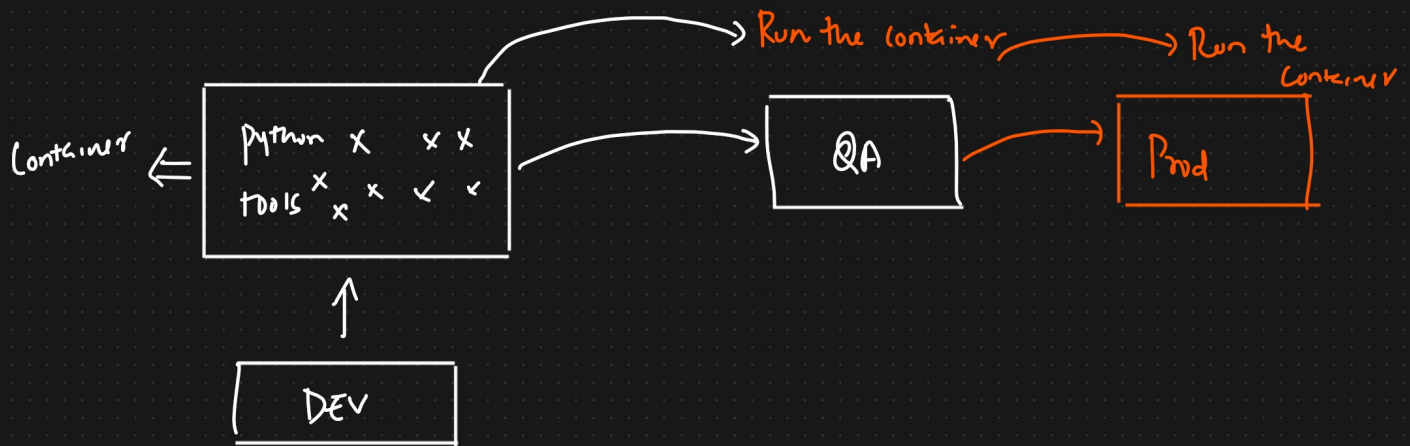 Run the container
Run the
Container
Container
python
tools
QA
Prod
DEV